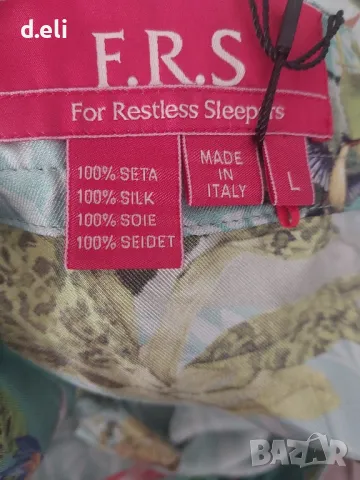 d.eli
F.R.S
For Restless Sleepers
100% SETA
100% SILK
100% SOIE
100% SEIDET
MADE
IN
ITALY
L
BAZAR